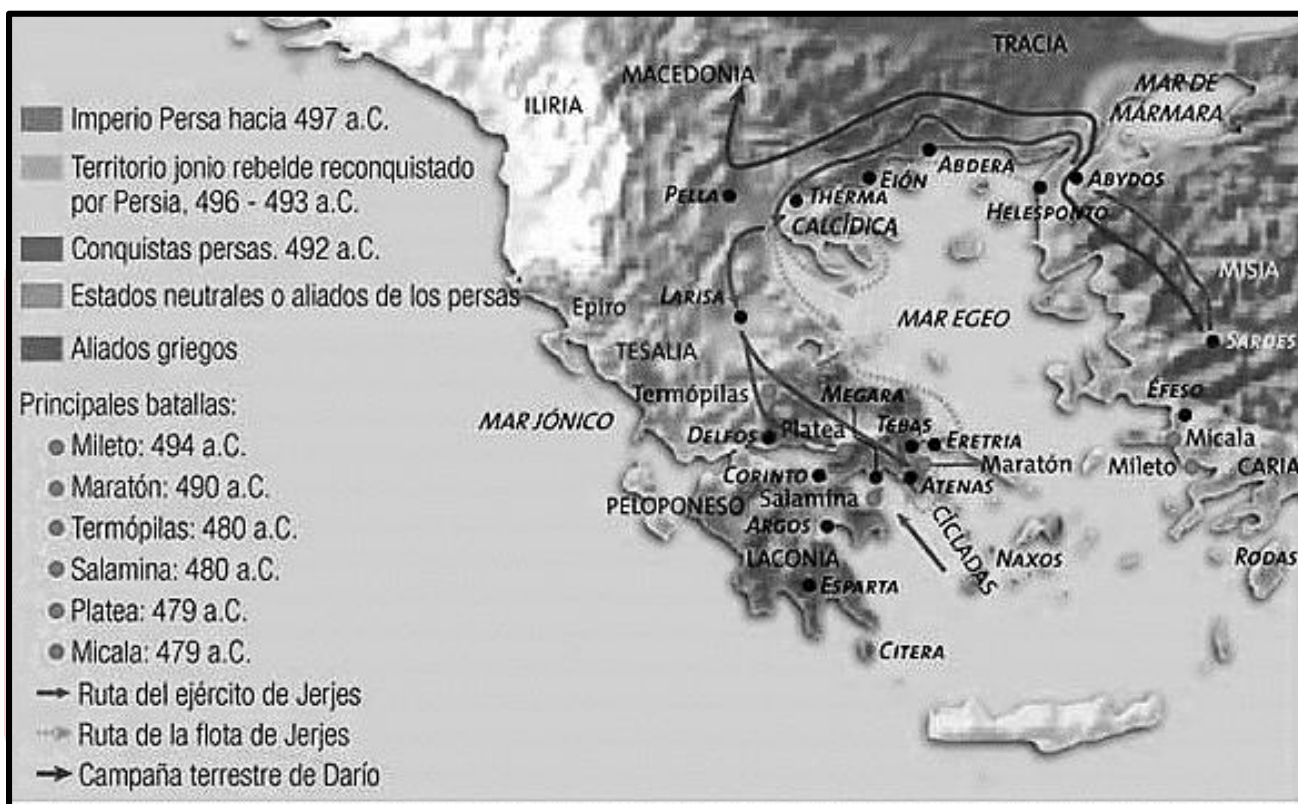 Imperio Persa hacia 497 a.C.
Territorio jonio rebelde reconquistado
por Persia, 496 - 493 a.C.
Conquistas persas. 492 a.C.
Estados neutrales o aliados de los persas
Aliados griegos
Principales batallas:
Mileto: 494 a.C.
Maratón: 490 a.C.
Termópilas: 480 a.C.
Salamina: 480 a.C.
Platea: 479 a.C.
Micala: 479 a.C.
Ruta del ejército de Jerjes
Ruta de la flota de Jerjes
Campaña terrestre de Darío
TRACIA
MACEDONIA
ILIRIA
MAR DE
MÁRMARA
ABDERA
EIÓN
ABYDOS
PELLA
THERMA
HELESPONTO
CALCÍDICA
MISIA
LARISA
Epiro
MAR EGEO
SARDES
TESALIA
Termópilas
MEGARA
ÉFESO
MAR JÓNICO
DELFOS
Platea
TEBAS
ERETRIA
Micala
Maratón
Mileto
CARIA
CORINTO
ATENAS
PELOPONESO
Salamina
ARGOS
CÍCLADAS
LACONIA
NAXOS
RODAS
ESPARTA
CITERA